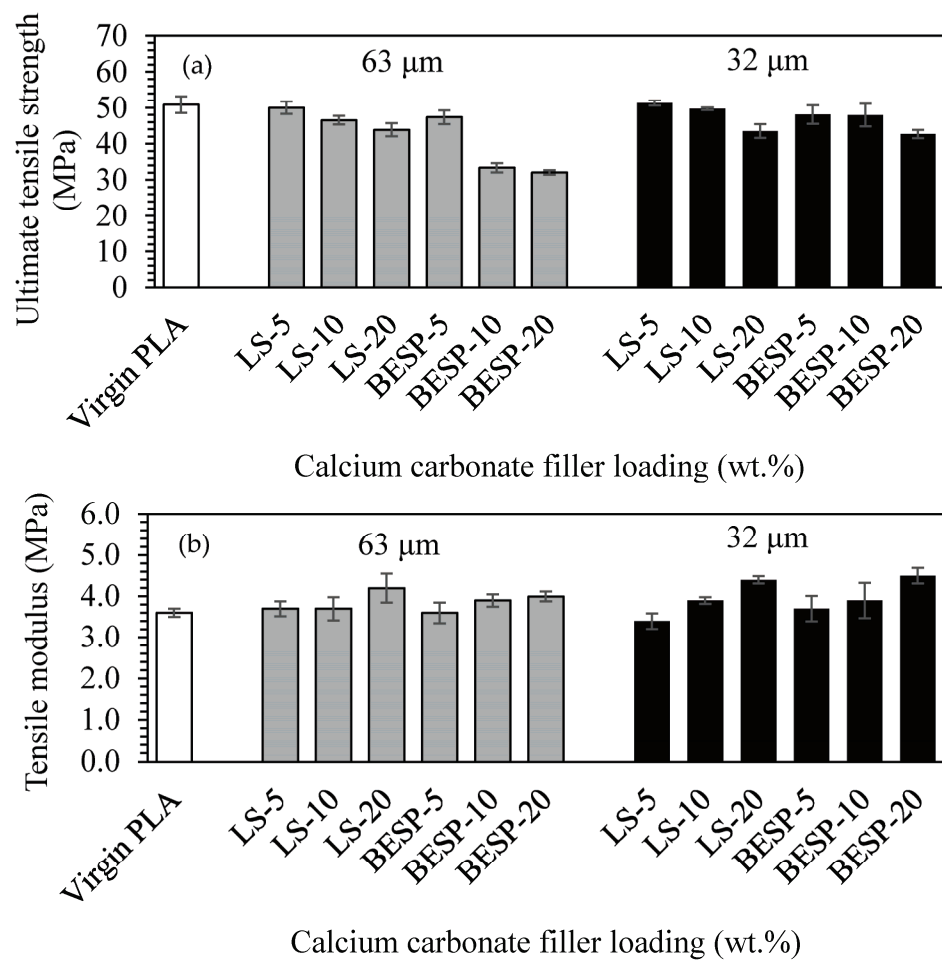 Ultimate tensile strength
(MPa)
70
60
50
40
30
20
10
0
(a)
63 μm
32 μm
Virgin PLA
LS-5
LS-10
LS-20
BESP-5
BESP-10
BESP-20
LS-5
LS-10
LS-20
BESP-5
BESP-10
BESP-20
Calcium carbonate filler loading (wt.%)
Tensile modulus (MPa)
6.0
5.0
4.0
3.0
2.0
1.0
0.0
(b)
63 μm
32 μm
Virgin PLA
LS-5
LS-10
LS-20
BESP-5
BESP-10
BESP-20
LS-5
LS-10
LS-20
BESP-5
BESP-10
BESP-20
Calcium carbonate filler loading (wt.%)